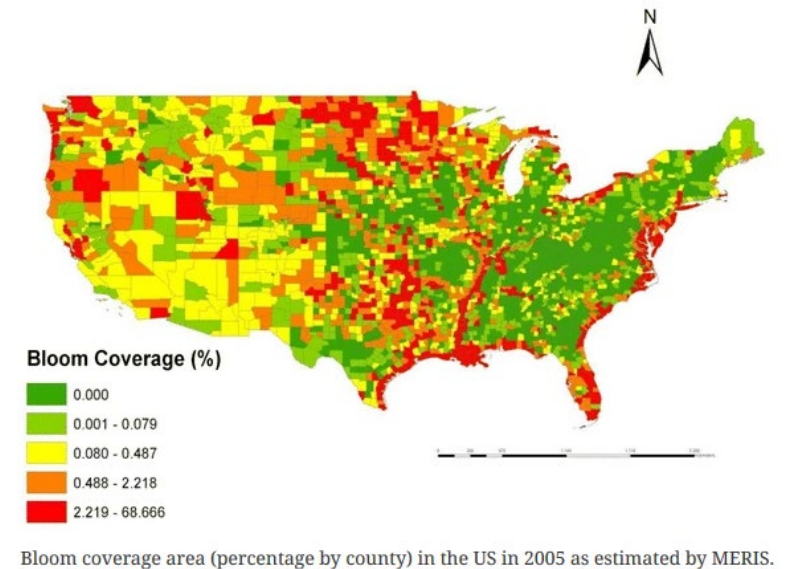 N
Bloom Coverage (%)
0.000
0.001 - 0.079
0.080 - 0.487
0.488 - 2.218
2.219 - 68.666
Bloom coverage area (percentage by county) in the US in 2005 as estimated by MERIS.